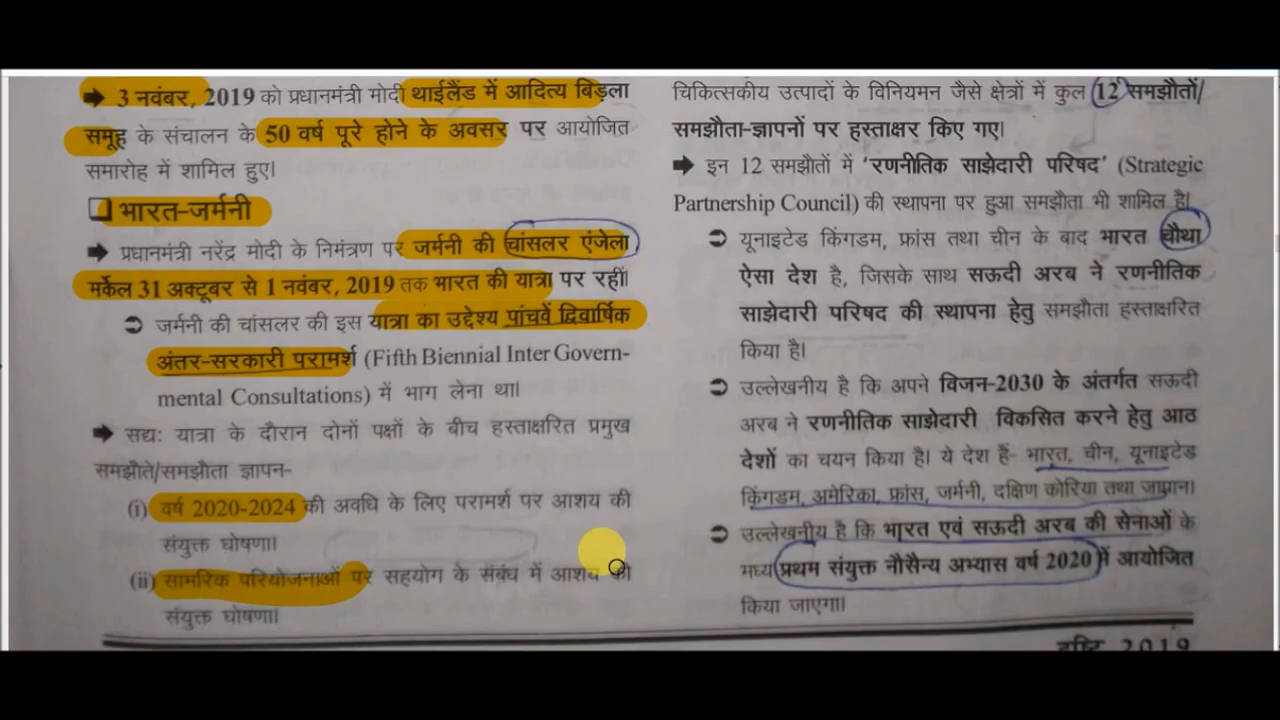 ➡ 3 नवंबर, 2019 को प्रधानमंत्री मोदी थाईलैंड में आदित्य बिड़ला
समूह के संचालन के 50 वर्ष पूरे होने के अवसर पर आयोजित
समारोह में शामिल हुए।
❑ भारत-जर्मनी
➡ प्रधानमंत्री नरेंद्र मोदी के निमंत्रण पर जर्मनी की चांसलर एंजेला
मर्केल 31 अक्टूबर से 1 नवंबर, 2019 तक भारत की यात्रा पर रहीं।
➲ जर्मनी की चांसलर की इस यात्रा का उद्देश्य पांचवें द्विवार्षिक
अंतर-सरकारी परामर्श (Fifth Biennial Inter Govern-
mental Consultations) में भाग लेना था।
➡ सद्य: यात्रा के दौरान दोनों पक्षों के बीच हस्ताक्षरित प्रमुख
समझौते/समझौता ज्ञापन-
(i) वर्ष 2020-2024 की अवधि के लिए परामर्श पर आशय की
संयुक्त घोषणा।
(ii) सामरिक परियोजनाओं पर सहयोग के संबंध में आशय की
संयुक्त घोषणा।
चिकित्सकीय उत्पादों के विनियमन जैसे क्षेत्रों में कुल 12 समझौतों/
समझौता-ज्ञापनों पर हस्ताक्षर किए गए।
➡ इन 12 समझौतों में 'रणनीतिक साझेदारी परिषद' (Strategic
Partnership Council) की स्थापना पर हुआ समझौता भी शामिल है।
➲ यूनाइटेड किंगडम, फ्रांस तथा चीन के बाद भारत चौथा
ऐसा देश है, जिसके साथ सऊदी अरब ने रणनीतिक
साझेदारी परिषद की स्थापना हेतु समझौता हस्ताक्षरित
किया है।
➲ उल्लेखनीय है कि अपने विजन-2030 के अंतर्गत सऊदी
अरब ने रणनीतिक साझेदारी विकसित करने हेतु आठ
देशों का चयन किया है। ये देश हैं- भारत, चीन, यूनाइटेड
किंगडम, अमेरिका, फ्रांस, जर्मनी, दक्षिण कोरिया तथा जापान।
➲ उल्लेखनीय है कि भारत एवं सऊदी अरब की सेनाओं के
मध्य प्रथम संयुक्त नौसैन्य अभ्यास वर्ष 2020 में आयोजित
किया जाएगा।
2019